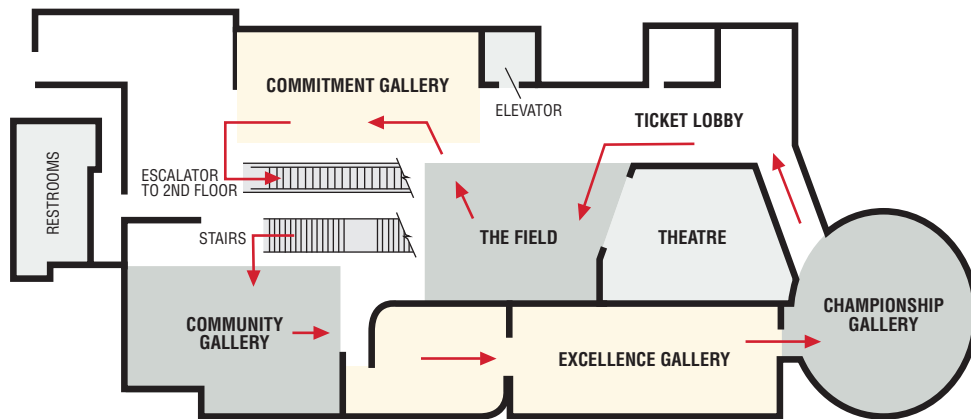 COMMITMENT GALLERY
ELEVATOR
TICKET LOBBY
RESTROOMS
ESCALATOR
TO 2ND FLOOR
STAIRS
THE FIELD
THEATRE
CHAMPIONSHIP
GALLERY
COMMUNITY
GALLERY
EXCELLENCE GALLERY